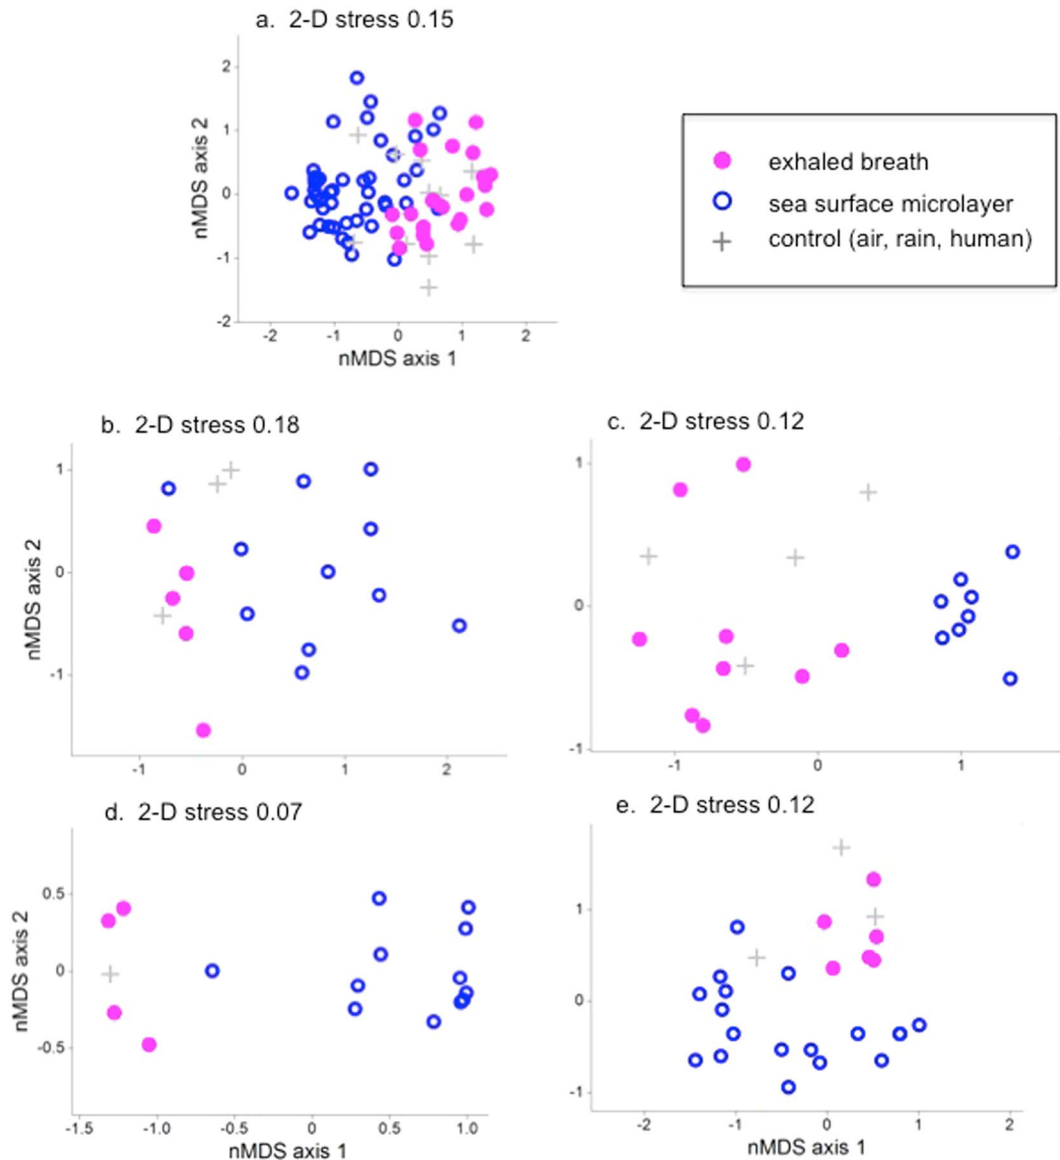 a. 2-D stress 0.15
2
1
0
-1
-2
nMDS axis 2
-2 -1 0 1 2
nMDS axis 1
exhaled breath
sea surface microlayer
control (air, rain, human)
b. 2-D stress 0.18
1
0
-1
nMDS axis 2
-1 0 1 2
c. 2-D stress 0.12
1
0
-1
-1 0 1
d. 2-D stress 0.07
0.5
0
-0.5
nMDS axis 2
-1.5 -1.0 -0.5 0 0.5 1.0
nMDS axis 1
e. 2-D stress 0.12
1
0
-1
-2 -1 0 1 2
nMDS axis 1